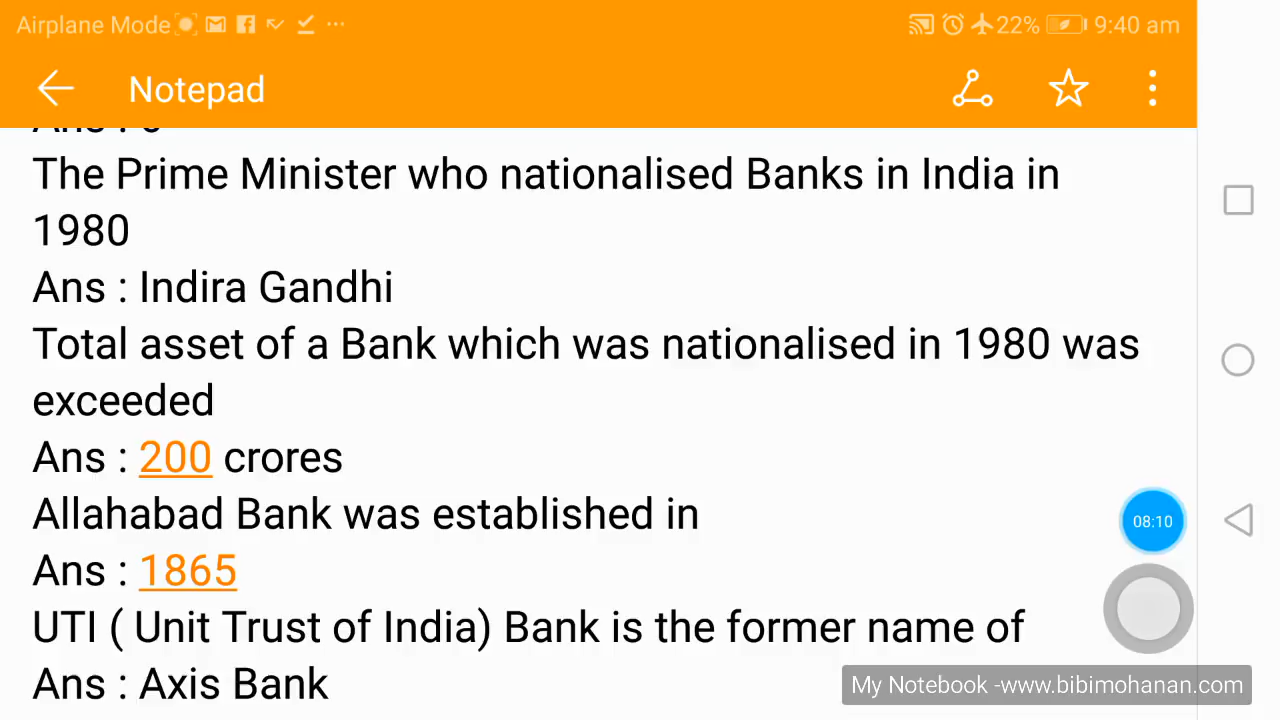 Airplane Mode ... 22% 9:40 am
Notepad
The Prime Minister who nationalised Banks in India in
1980
Ans : Indira Gandhi
Total asset of a Bank which was nationalised in 1980 was
exceeded
Ans : 200 crores
Allahabad Bank was established in
Ans : 1865
08:10
UTI ( Unit Trust of India) Bank is the former name of
Ans : Axis Bank
My Notebook -www.bibimohanan.com